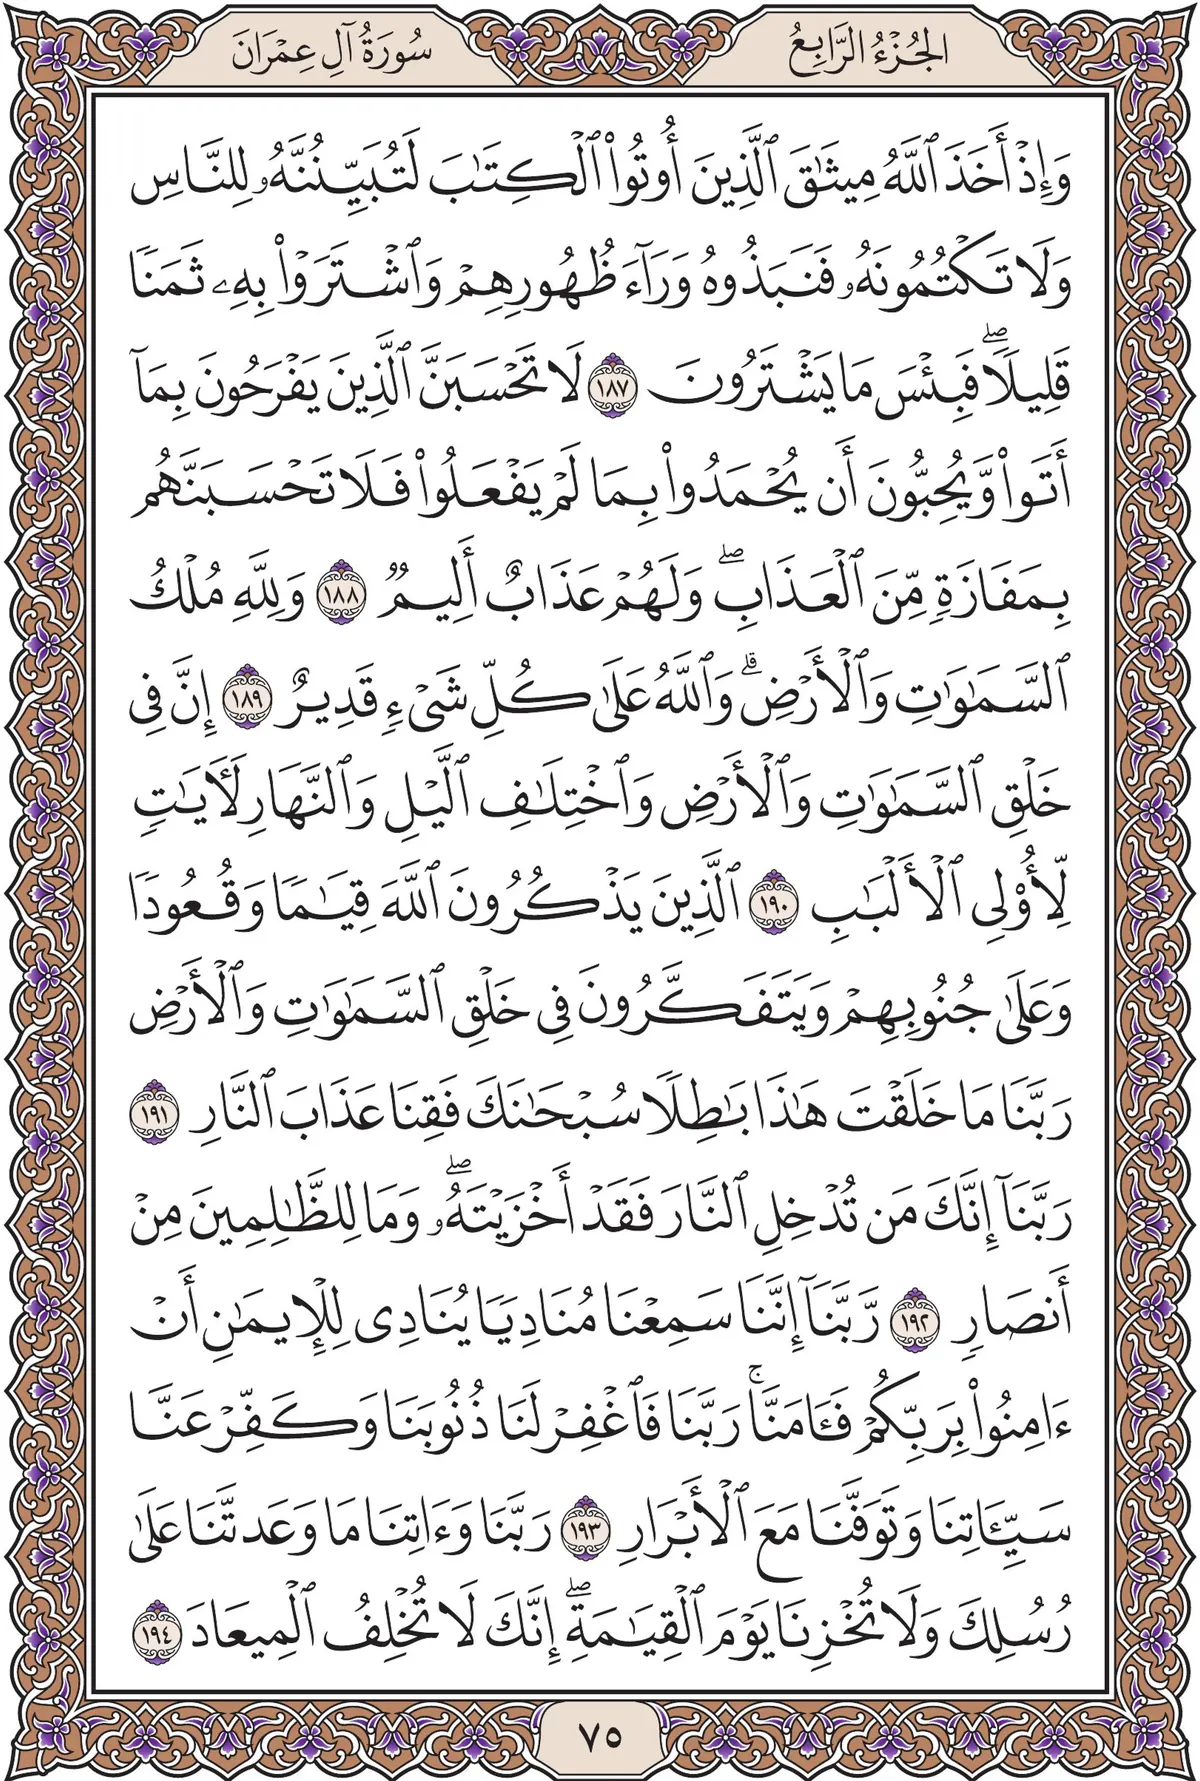 الجُزْءُ الرَّابِعُ
سُورَةُ آلِ عِمْرَانَ
وَإِذْ أَخَذَ ٱللَّهُ مِيثَٰقَ ٱلَّذِينَ أُوتُوا۟ ٱلْكِتَٰبَ لَتُبَيِّنُنَّهُۥ لِلنَّاسِ
وَلَا تَكْتُمُونَهُۥ فَنَبَذُوهُ وَرَآءَ ظُهُورِهِمْ وَٱشْتَرَوْا۟ بِهِۦ ثَمَنًا
قَلِيلًا ۖ فَبِئْسَ مَا يَشْتَرُونَ ١٨٧ لَا تَحْسَبَنَّ ٱلَّذِينَ يَفْرَحُونَ بِمَآ
أَتَوا۟ وَّيُحِبُّونَ أَن يُحْمَدُوا۟ بِمَا لَمْ يَفْعَلُوا۟ فَلَا تَحْسَبَنَّهُم
بِمَفَازَةٍ مِّنَ ٱلْعَذَابِ ۖ وَلَهُمْ عَذَابٌ أَلِيمٌ ١٨٨ وَلِلَّهِ مُلْكُ
ٱلسَّمَٰوَٰتِ وَٱلْأَرْضِ ۗ وَٱللَّهُ عَلَىٰ كُلِّ شَىْءٍ قَدِيرٌ ١٨٩ إِنَّ فِى
خَلْقِ ٱلسَّمَٰوَٰتِ وَٱلْأَرْضِ وَٱخْتِلَٰفِ ٱلَّيْلِ وَٱلنَّهَارِ لَءَايَٰتٍ
لِّأُو۟لِى ٱلْأَلْبَٰبِ ١٩٠ ٱلَّذِينَ يَذْكُرُونَ ٱللَّهَ قِيَٰمًا وَقُعُودًا
وَعَلَىٰ جُنُوبِهِمْ وَيَتَفَكَّرُونَ فِى خَلْقِ ٱلسَّمَٰوَٰتِ وَٱلْأَرْضِ
رَبَّنَا مَا خَلَقْتَ هَٰذَا بَٰطِلًا سُبْحَٰنَكَ فَقِنَا عَذَابَ ٱلنَّارِ ١٩١
رَبَّنَآ إِنَّكَ مَن تُدْخِلِ ٱلنَّارَ فَقَدْ أَخْزَيْتَهُۥ ۖ وَمَا لِلظَّٰلِمِينَ مِنْ
أَنصَارٍ ١٩٢ رَّبَّنَآ إِنَّنَا سَمِعْنَا مُنَادِيًا يُنَادِى لِلْإِيمَٰنِ أَنْ
ءَامِنُوا۟ بِرَبِّكُمْ فَـَٔامَنَّا ۚ رَبَّنَا فَٱغْفِرْ لَنَا ذُنُوبَنَا وَكَفِّرْ عَنَّا
سَيِّـَٔاتِنَا وَتَوَفَّنَا مَعَ ٱلْأَبْرَارِ ١٩٣ رَبَّنَا وَءَاتِنَا مَا وَعَدتَّنَا عَلَىٰ
رُسُلِكَ وَلَا تُخْزِنَا يَوْمَ ٱلْقِيَٰمَةِ ۖ إِنَّكَ لَا تُخْلِفُ ٱلْمِيعَادَ ١٩٤
٧٥